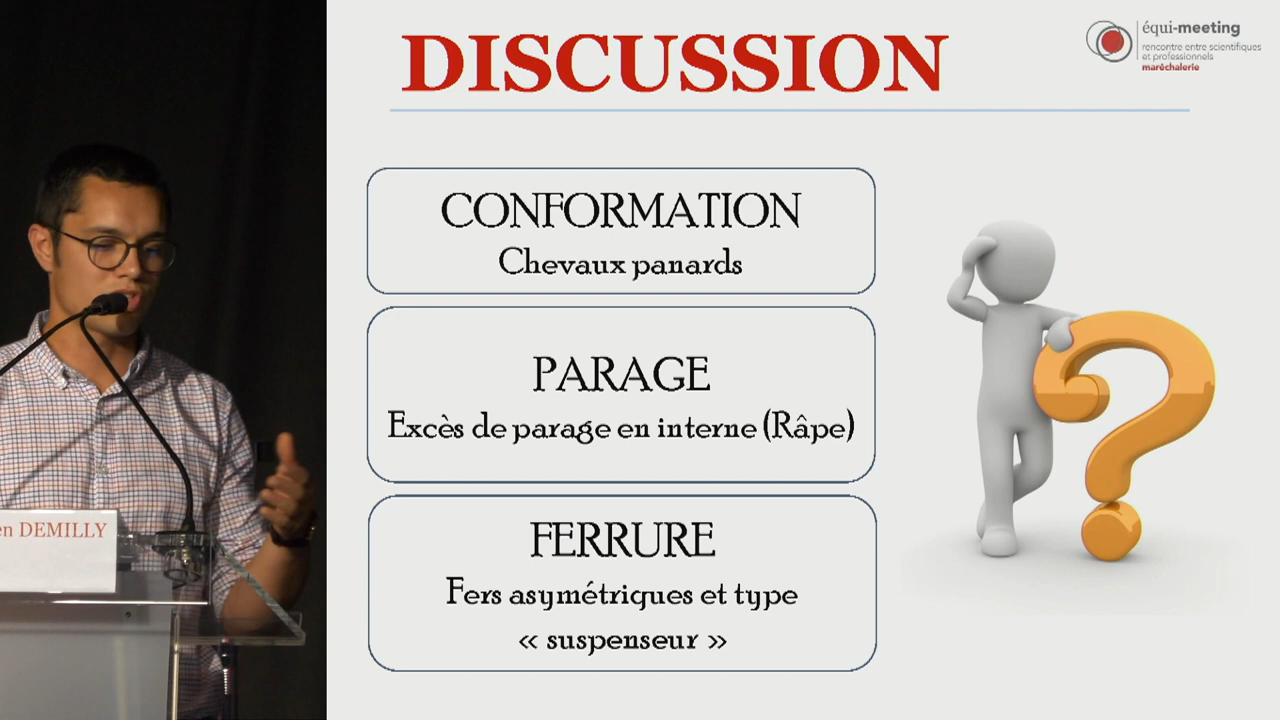 DISCUSSION
équi-meeting
rencontre entre scientifiques
et professionnels
maréchalerie
CONFORMATION
Chevaux panards
PARAGE
Excès de parage en interne (Râpe)
FERRURE
Fers asymétriques et type
« suspenseur »
en DEMILLY